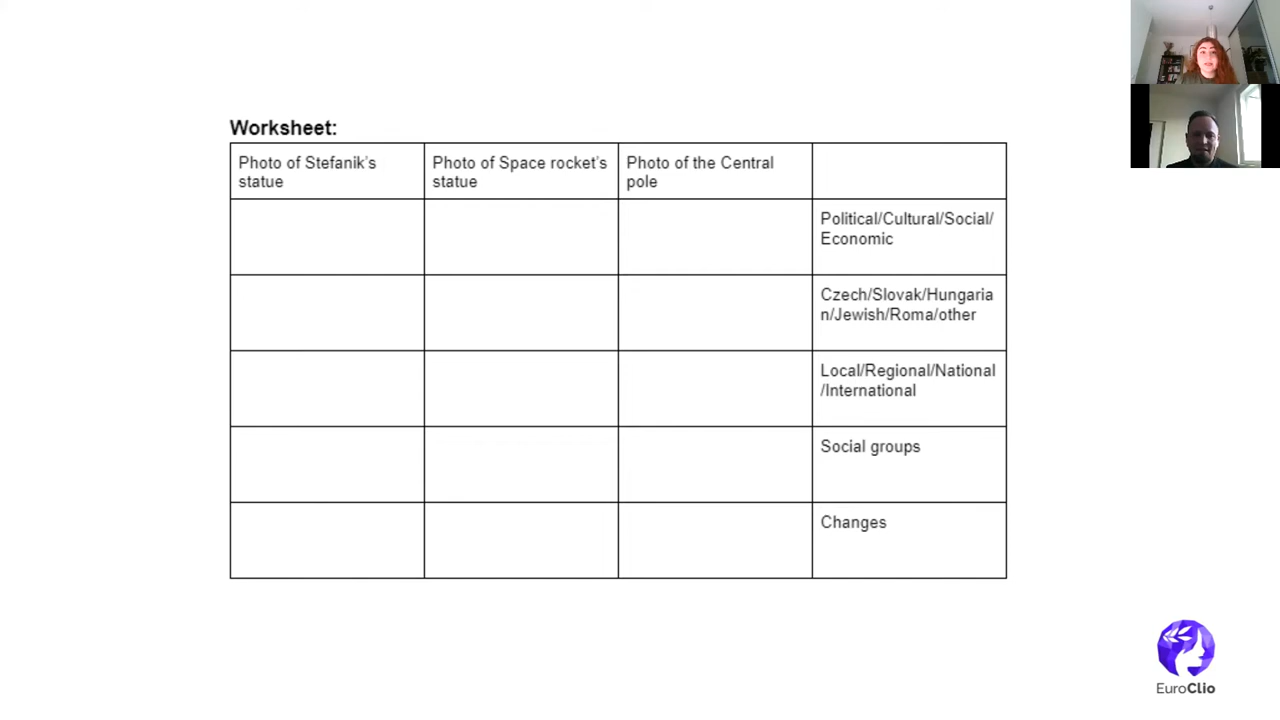 Worksheet:
Photo of Stefanik's
statue
Photo of Space rocket's
statue
Photo of the Central
pole
Political/Cultural/Social/
Economic
Czech/Slovak/Hungaria
n/Jewish/Roma/other
Local/Regional/National
/International
Social groups
Changes
EuroClio